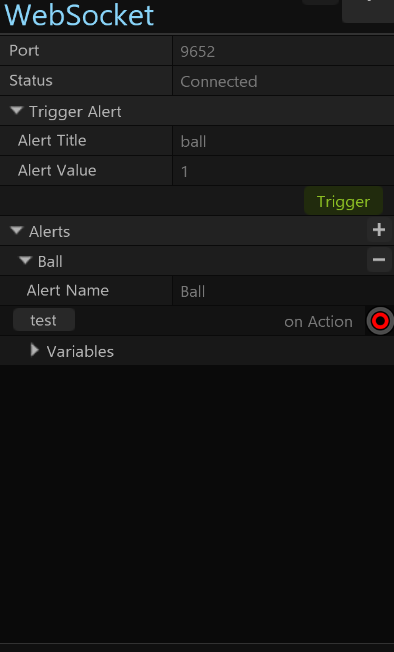 WebSocket
Port 9652
Status Connected
Trigger Alert
Alert Title ball
Alert Value 1
Trigger
Alerts +
Ball −
Alert Name Ball
test on Action
Variables